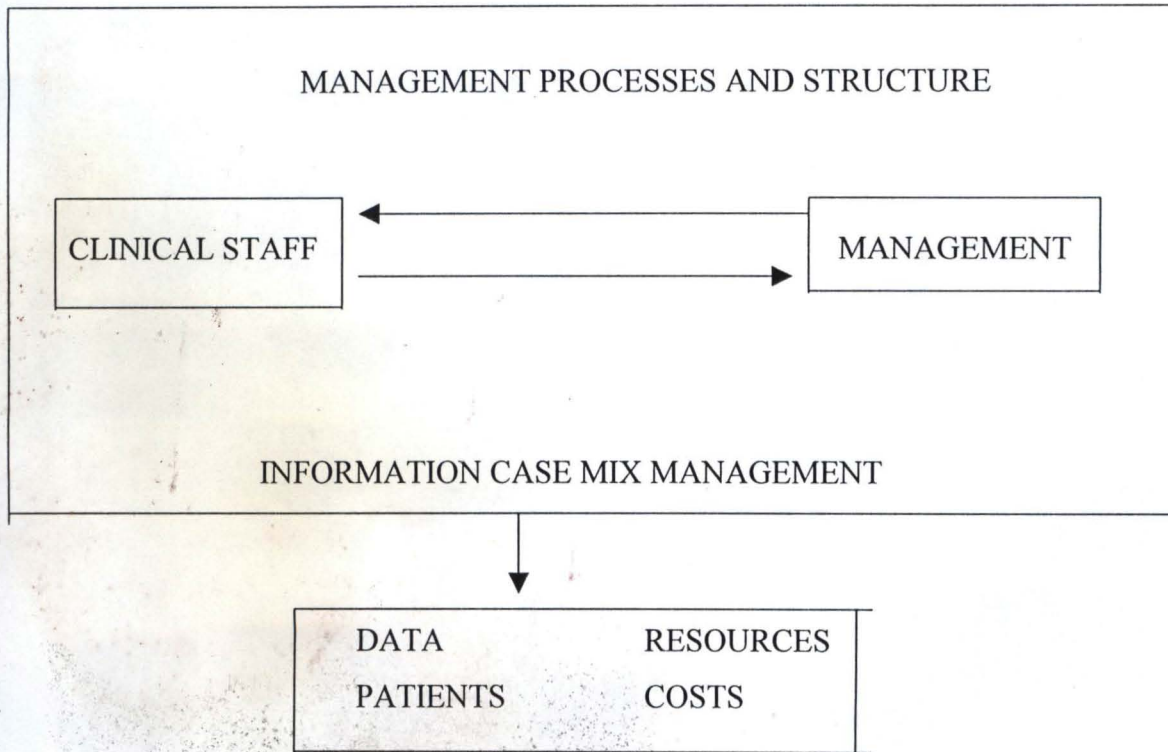 MANAGEMENT PROCESSES AND STRUCTURE
CLINICAL STAFF
MANAGEMENT
INFORMATION CASE MIX MANAGEMENT
DATA RESOURCES
PATIENTS COSTS